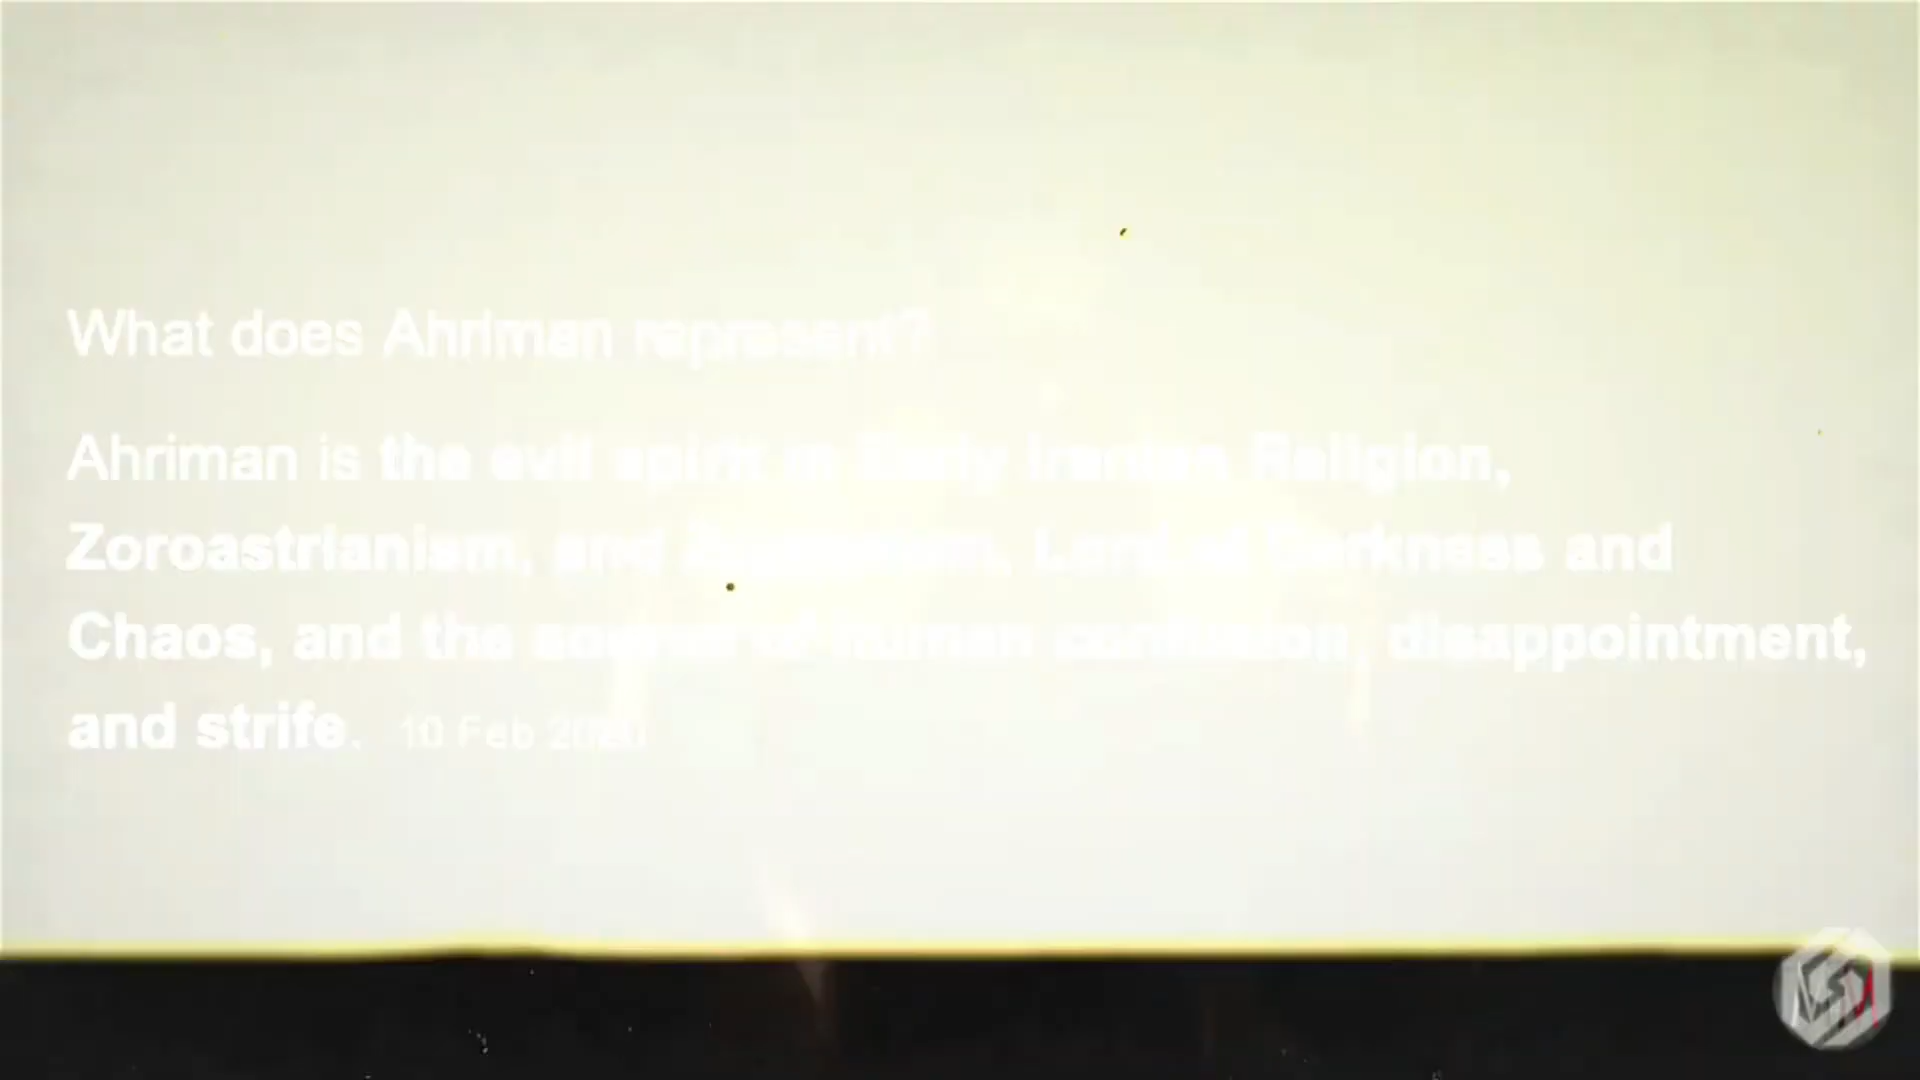 What does Ahriman represent?
Ahriman is the evil spirit in Early Iranian Religion,
Zoroastrianism, and Lord of Darkness and
Chaos, and the source of human confusion, disappointment,
and strife. 10 Feb